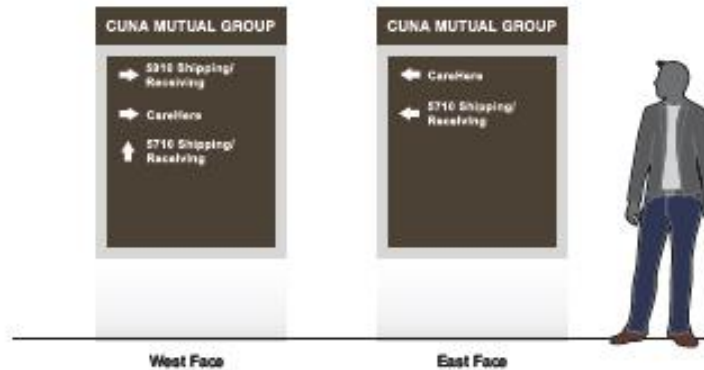 CUNA MUTUAL GROUP
5910 Shipping/
Receiving
CareHere
5710 Shipping/
Receiving
West Face
CUNA MUTUAL GROUP
CareHere
5710 Shipping/
Receiving
East Face